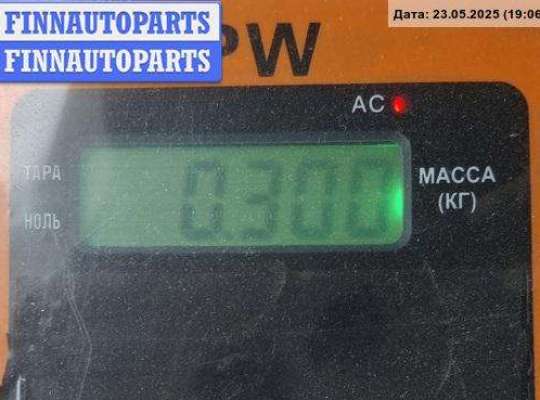 FINNAUTOPARTS
FINNAUTOPARTS
Дата: 23.05.2025 (19:06
PW
AC
ТАРА
0.300
МАССА
(КГ)
НОЛЬ